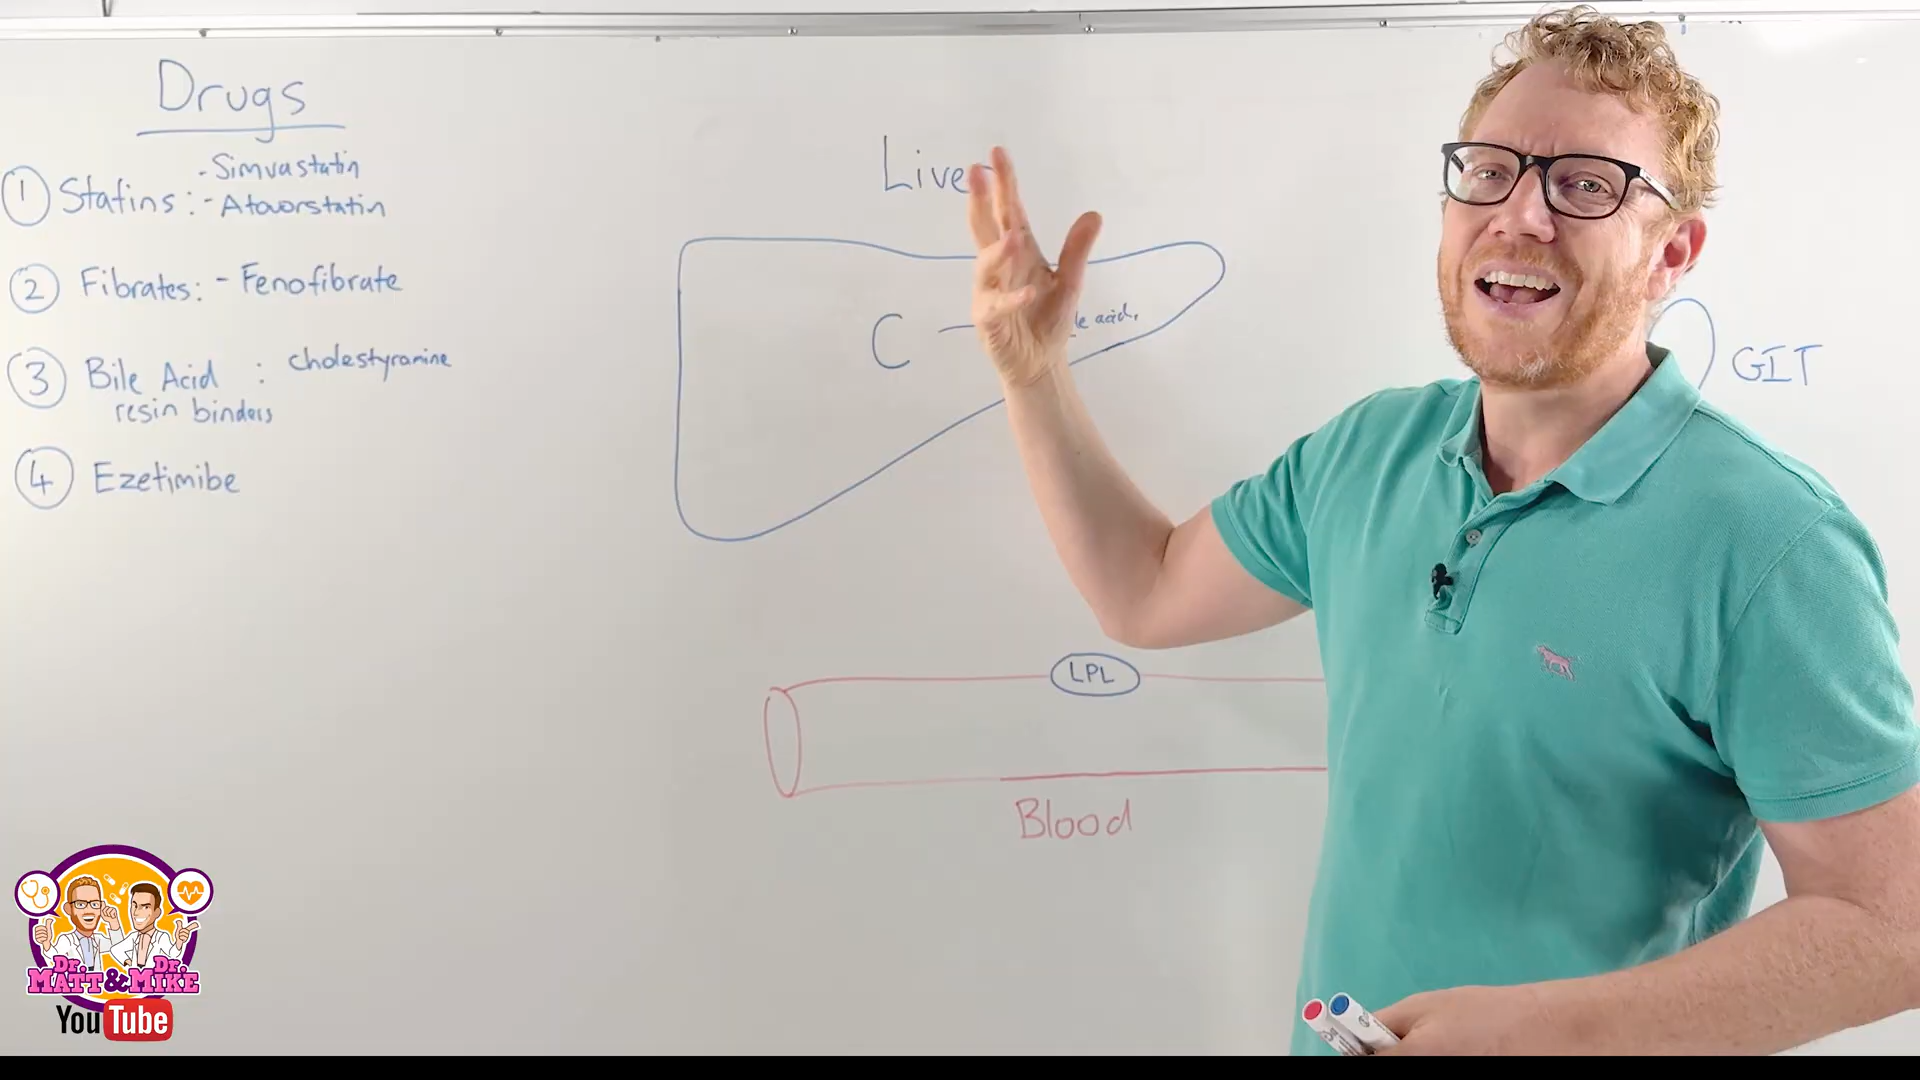 Drugs
- Simvastatin
1 Statins: - Atovorstatin
2 Fibrates: - Fenofibrate
3 Bile Acid : cholestyramine
resin binders
4 Ezetimibe
Live
C
acid.
GIT
LPL
Blood
Dr. Dr.
MATT & MIKE
YouTube